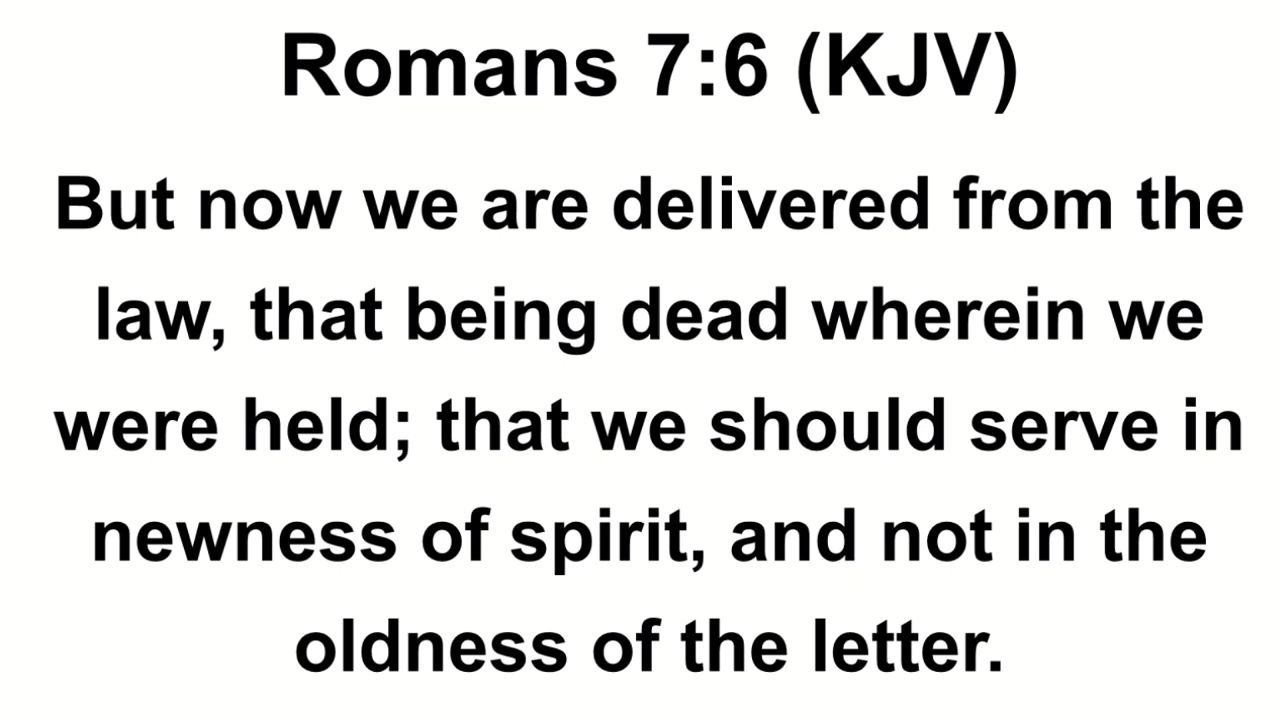 Romans 7:6 (KJV)
But now we are delivered from the
law, that being dead wherein we
were held; that we should serve in
newness of spirit, and not in the
oldness of the letter.